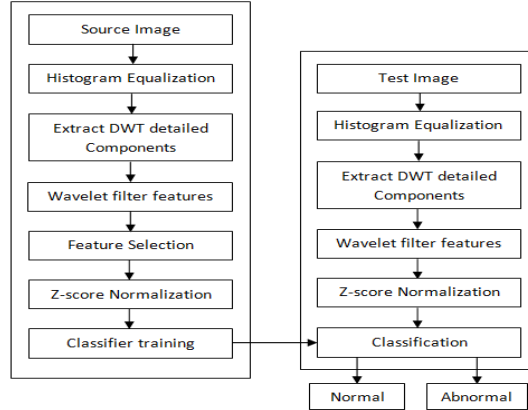 Source Image
Histogram Equalization
Extract DWT detailed
Components
Wavelet filter features
Feature Selection
Z-score Normalization
Classifier training
Test Image
Histogram Equalization
Extract DWT detailed
Components
Wavelet filter features
Z-score Normalization
Classification
Normal
Abnormal